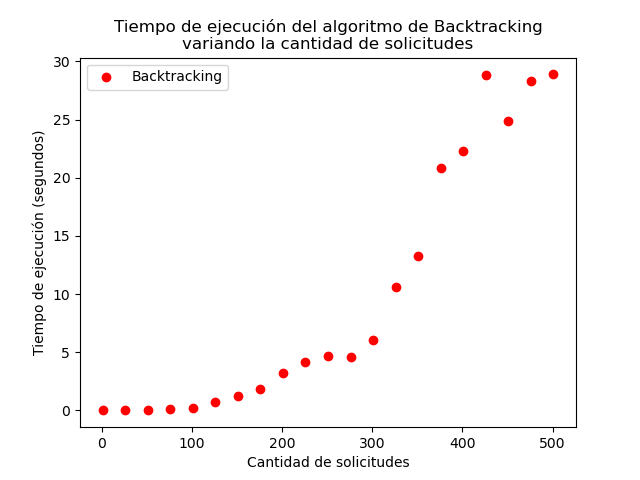 Tiempo de ejecución del algoritmo de Backtracking
variando la cantidad de solicitudes
Backtracking
Tiempo de ejecución (segundos)
30
25
20
15
10
5
0
0 100 200 300 400 500
Cantidad de solicitudes